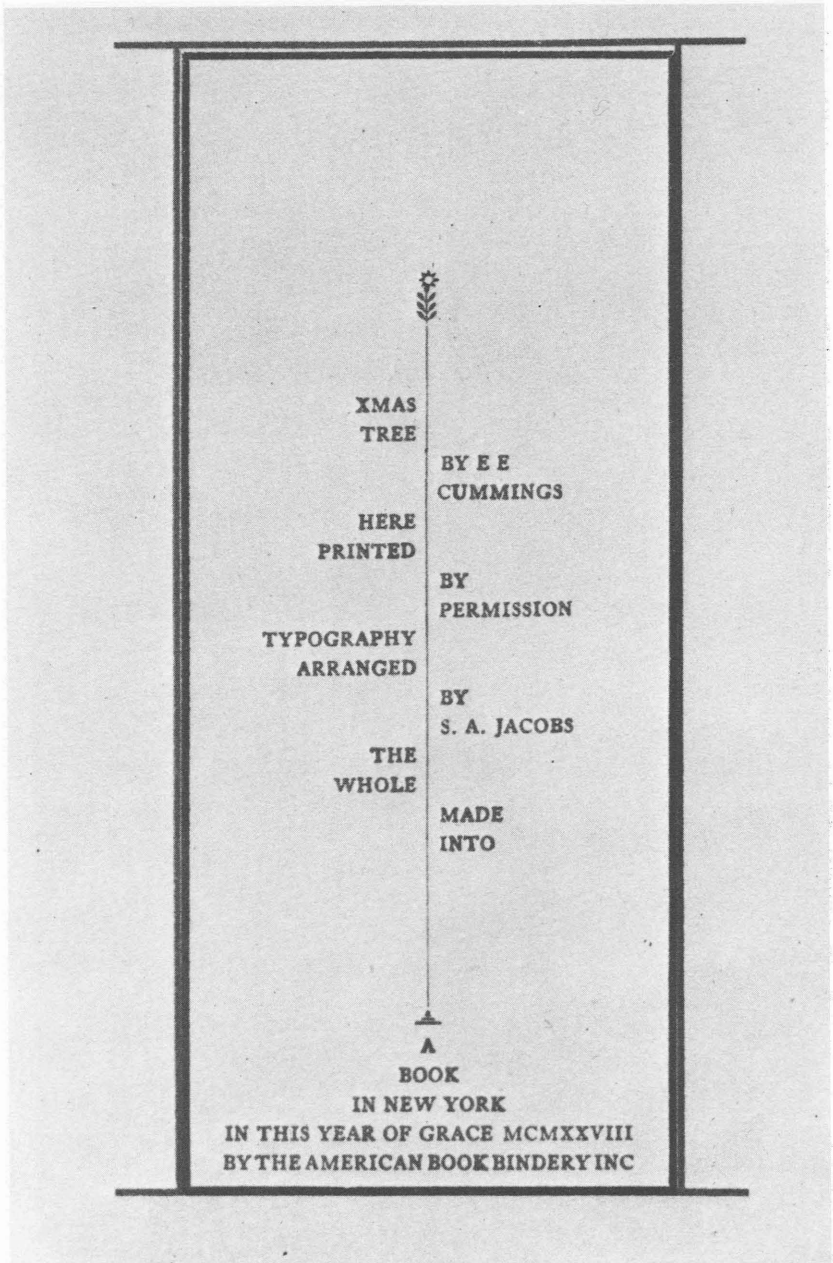 XMAS
TREE
BY E E
CUMMINGS
HERE
PRINTED
BY
PERMISSION
TYPOGRAPHY
ARRANGED
BY
S. A. JACOBS
THE
WHOLE
MADE
INTO
A
BOOK
IN NEW YORK
IN THIS YEAR OF GRACE MCMXXVIII
BY THE AMERICAN BOOK BINDERY INC